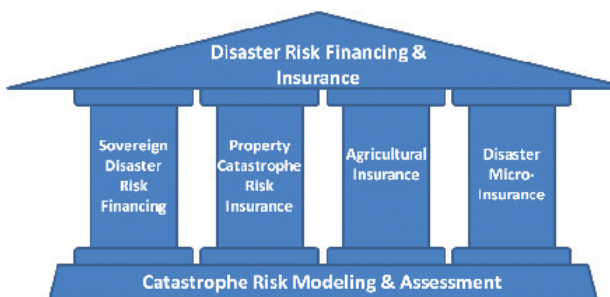 Disaster Risk Financing &
Insurance
Sovereign
Disaster
Risk
Financing
Property
Catastrophe
Risk
Insurance
Agricultural
Insurance
Disaster
Micro-
Insurance
Catastrophe Risk Modeling & Assessment